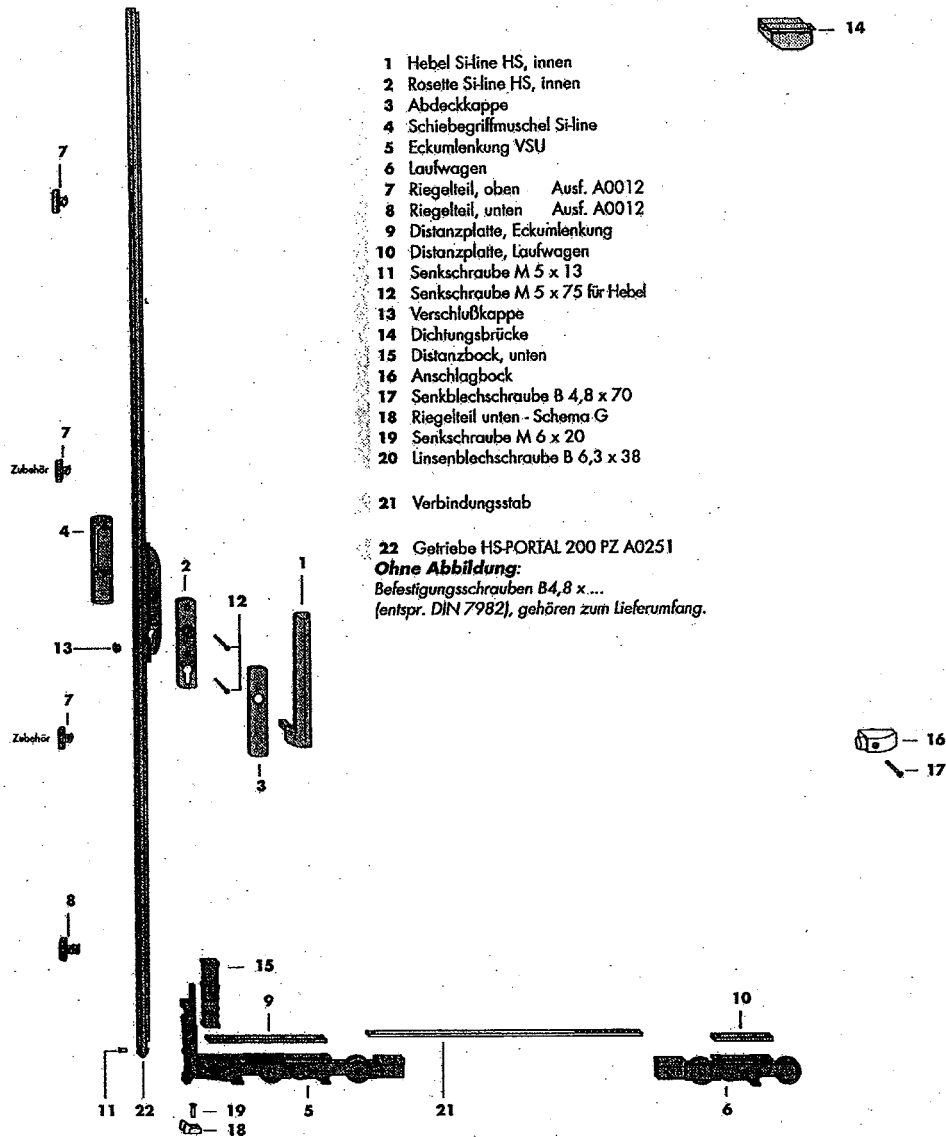 14
1 Hebel Si-line HS, innen
2 Rosette Si-line HS, innen
3 Abdeckkappe
4 Schiebegriffmuschel Si-line
5 Eckumlenkung VSU
6 Laufwagen
7 Riegelteil, oben Ausf. A0012
8 Riegelteil, unten Ausf. A0012
9 Distanzplatte, Eckumlenkung
10 Distanzplatte, Laufwagen
11 Senkschraube M 5 x 13
12 Senkschraube M 5 x 75 für Hebel
13 Verschlußkappe
14 Dichtungsbrücke
15 Distanzbock, unten
16 Anschlagbock
17 Senkblechschraube B 4,8 x 70
18 Riegelteil unten - Schema G
19 Senkschraube M 6 x 20
20 Linsenblechschraube B 6,3 x 38
21 Verbindungsstab
22 Getriebe HS-PORTAL 200 PZ A0251
Ohne Abbildung:
Befestigungsschrauben B4,8 x ...
(entspr. DIN 7982), gehören zum Lieferumfang.
7
7
Zubehör
4
2
1
12
13
7
Zubehör
3
16
17
8
15
9
10
11
22
19
5
21
6
18